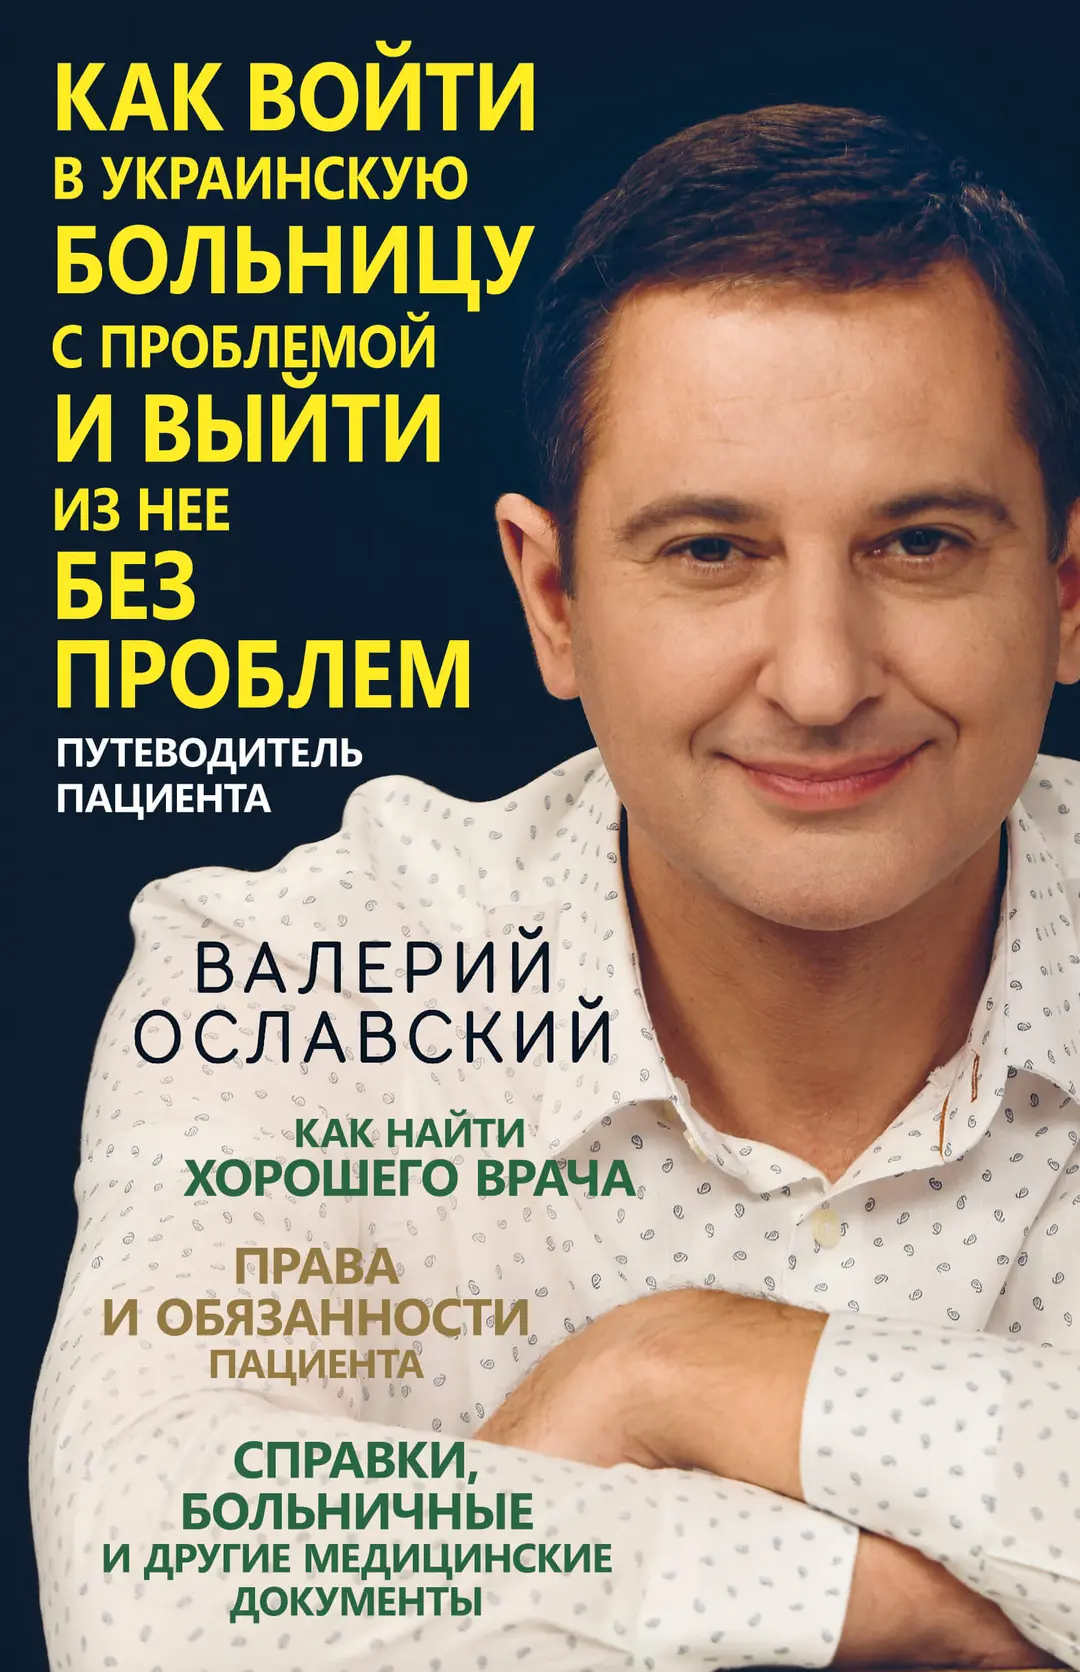 КАК ВОЙТИ
В УКРАИНСКУЮ
БОЛЬНИЦУ
С ПРОБЛЕМОЙ
И ВЫЙТИ
ИЗ НЕЕ
БЕЗ
ПРОБЛЕМ
ПУТЕВОДИТЕЛЬ
ПАЦИЕНТА
ВАЛЕРИЙ
ОСЛАВСКИЙ
КАК НАЙТИ
ХОРОШЕГО ВРАЧА
ПРАВА
И ОБЯЗАННОСТИ
ПАЦИЕНТА
СПРАВКИ,
БОЛЬНИЧНЫЕ
И ДРУГИЕ МЕДИЦИНСКИЕ
ДОКУМЕНТЫ